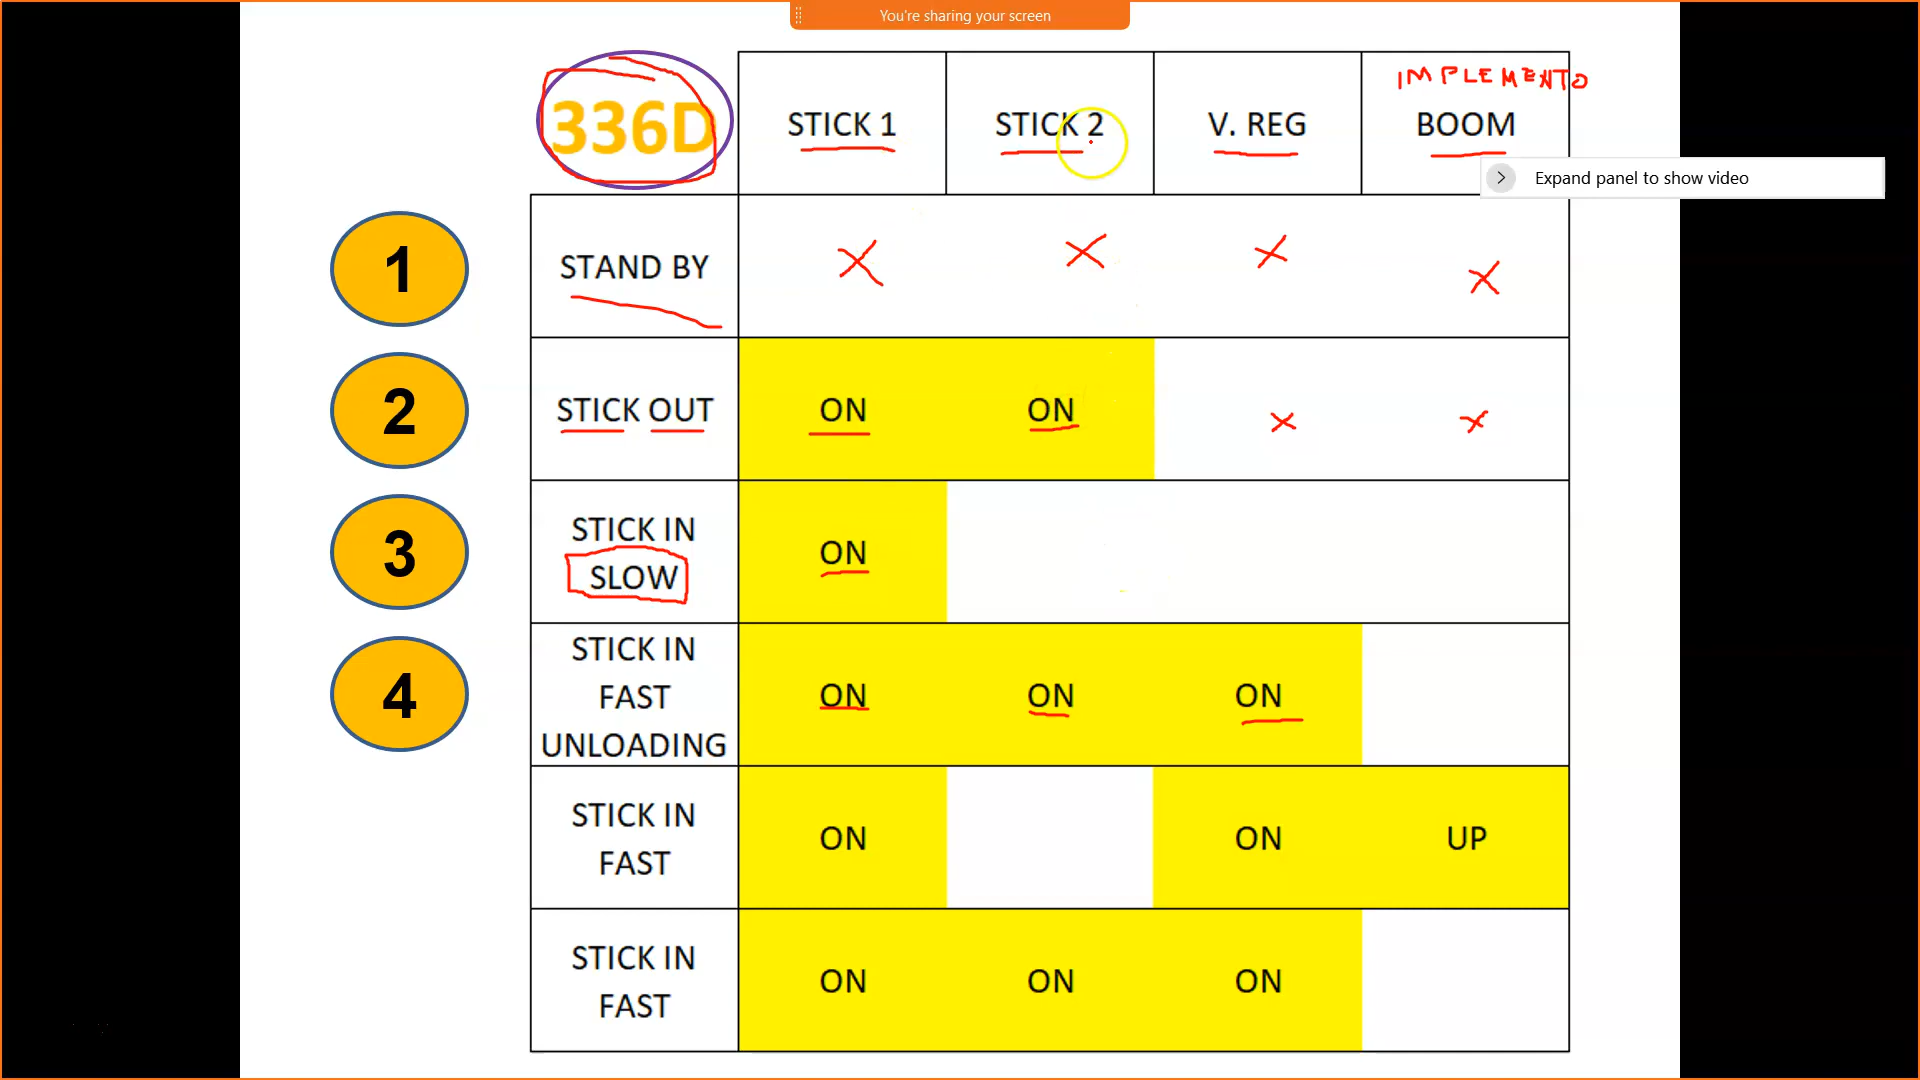 You're sharing your screen
336D
STICK 1
STICK 2
V. REG
IMPLEMENTO
BOOM
Expand panel to show video
1
STAND BY
X X X X
2
STICK OUT
ON
ON
X X
3
STICK IN
SLOW
ON
4
STICK IN
FAST
UNLOADING
ON
ON
ON
STICK IN
FAST
ON
ON
UP
STICK IN
FAST
ON
ON
ON